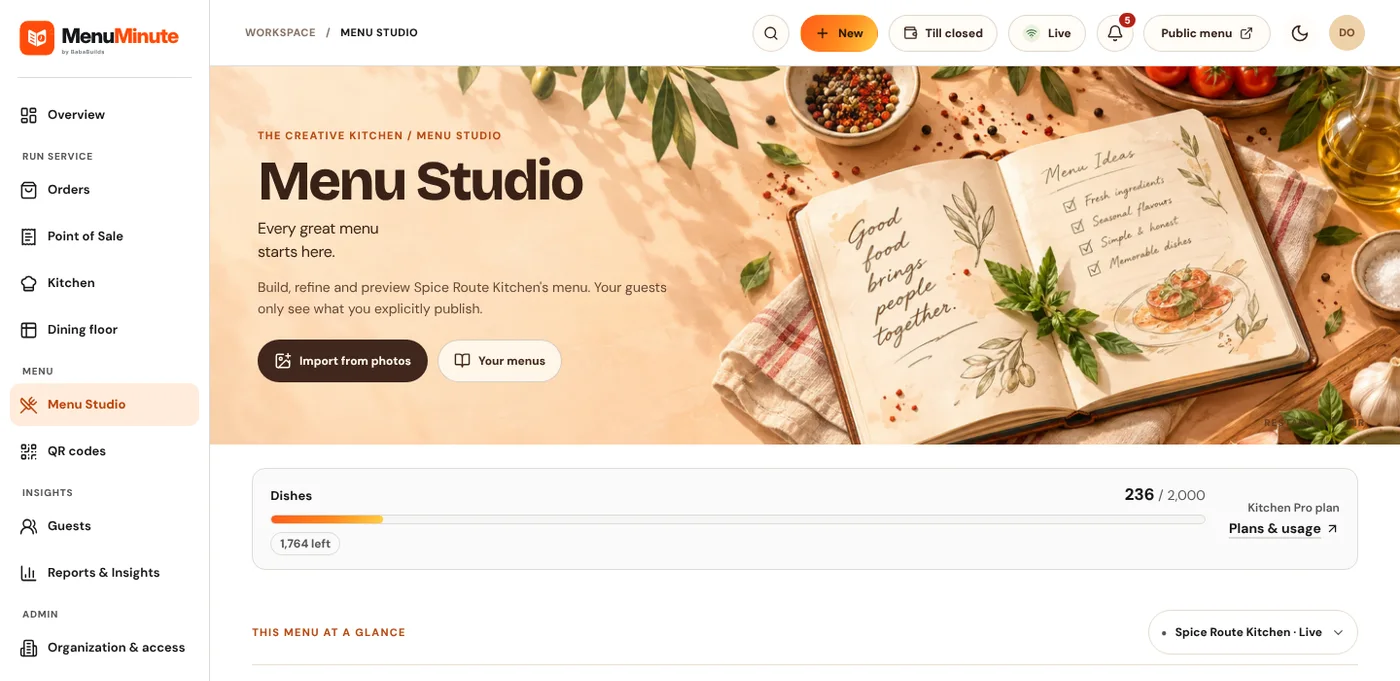 MenuMinute
by BabaBuilds
Overview
RUN SERVICE
Orders
Point of Sale
Kitchen
Dining floor
MENU
Menu Studio
QR codes
INSIGHTS
Guests
Reports & Insights
ADMIN
Organization & access
WORKSPACE / MENU STUDIO
New
Till closed
Live
5
Public menu
DO
THE CREATIVE KITCHEN / MENU STUDIO
Menu Studio
Every great menu
starts here.
Build, refine and preview Spice Route Kitchen's menu. Your guests
only see what you explicitly publish.
Import from photos
Your menus
Good
food
brings
people
together.
Menu Ideas
Fresh ingredients
Seasonal flavours
Simple & honest
Memorable dishes
Dishes
236 / 2,000
1,764 left
Kitchen Pro plan
Plans & usage
THIS MENU AT A GLANCE
Spice Route Kitchen · Live